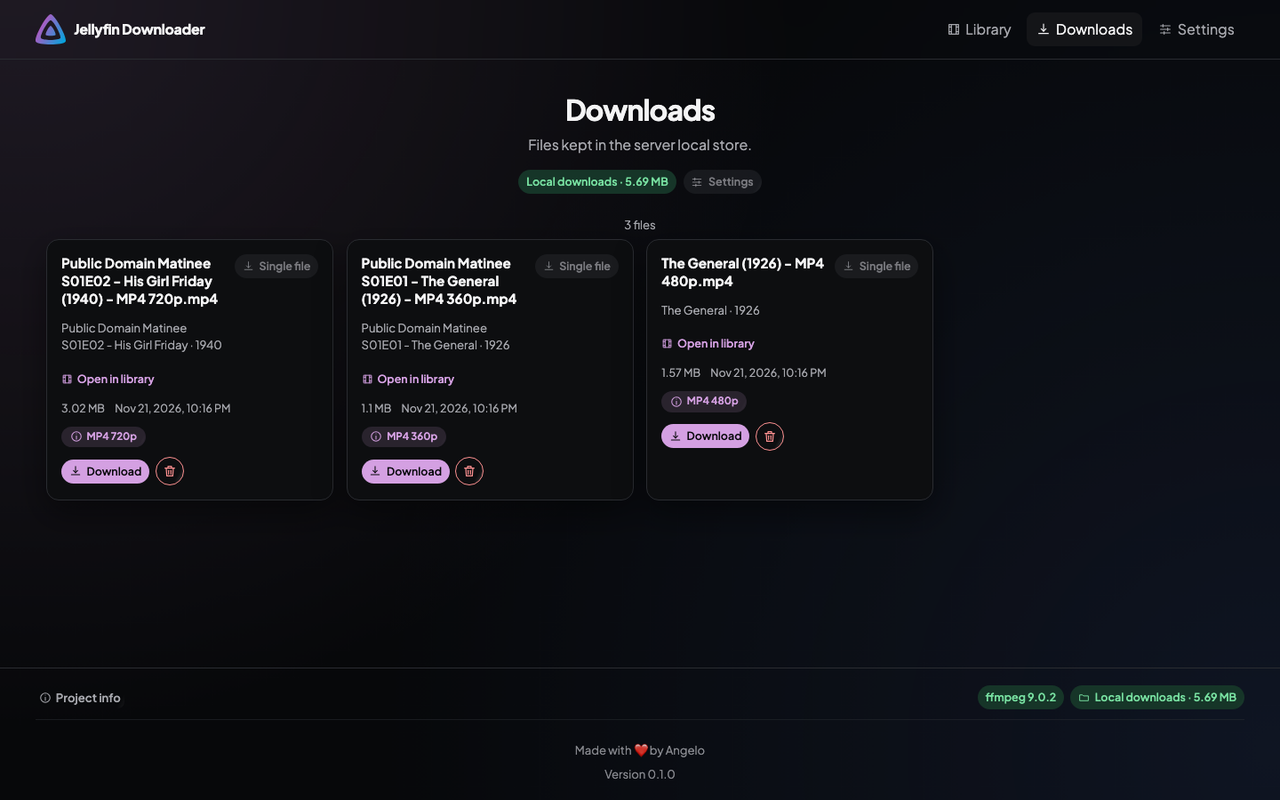 Jellyfin Downloader
Library
Downloads
Settings
Downloads
Files kept in the server local store.
Local downloads · 5.69 MB
Settings
3 files
Public Domain Matinee
S01E02 - His Girl Friday
(1940) - MP4 720p.mp4
Single file
Public Domain Matinee
S01E02 - His Girl Friday · 1940
Open in library
3.02 MB Nov 21, 2026, 10:16 PM
MP4 720p
Download
Public Domain Matinee
S01E01 - The General
(1926) - MP4 360p.mp4
Single file
Public Domain Matinee
S01E01 - The General · 1926
Open in library
1.1 MB Nov 21, 2026, 10:16 PM
MP4 360p
Download
The General (1926) - MP4
480p.mp4
Single file
The General · 1926
Open in library
1.57 MB Nov 21, 2026, 10:16 PM
MP4 480p
Download
Project info
ffmpeg 9.0.2
Local downloads · 5.69 MB
Made with ❤️ by Angelo
Version 0.1.0